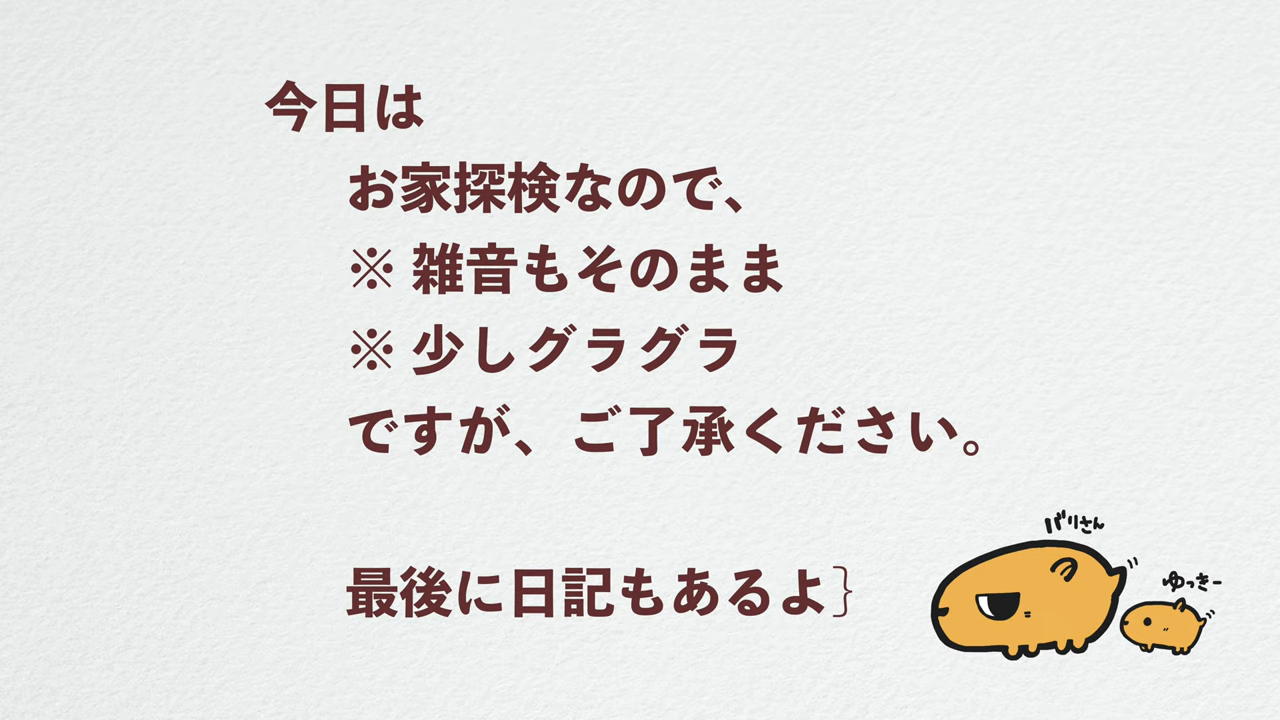 今日は
お家探検なので、
※ 雑音もそのまま
※ 少しグラグラ
ですが、ご了承ください。
最後に日記もあるよ}
バリさん
ゆっきー